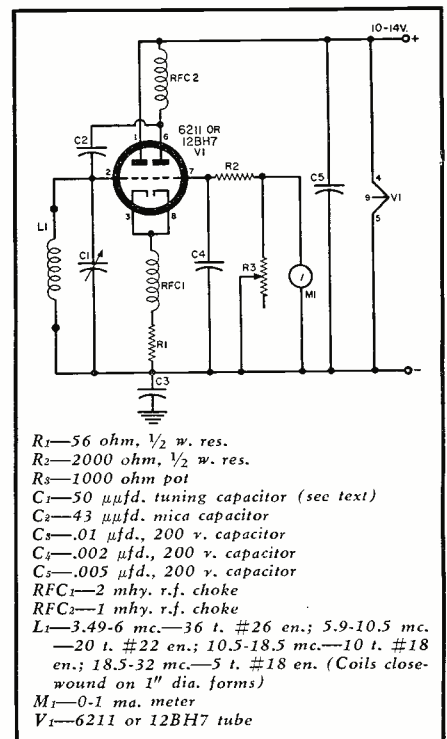 10-14V.
+
RFC 2
1
6
6211 OR
12BH7
V1
C2
2
7
R2
C5
4
9
V1
5
3
8
L1
C1
C4
R3
M1
RFC1
R1
C3
-
R1—56 ohm, 1/2 w. res.
R2—2000 ohm, 1/2 w. res.
R3—1000 ohm pot
C1—50 μμfd. tuning capacitor (see text)
C2—43 μμfd. mica capacitor
C3—.01 μfd., 200 v. capacitor
C4—.002 μfd., 200 v. capacitor
C5—.005 μfd., 200 v. capacitor
RFC1—2 mhy. r.f. choke
RFC2—1 mhy. r.f. choke
L1—3.49-6 mc.—36 t. #26 en.; 5.9-10.5 mc.
—20 t. #22 en.; 10.5-18.5 mc.—10 t. #18
en.; 18.5-32 mc.—5 t. #18 en. (Coils close-
wound on 1" dia. forms)
M1—0-1 ma. meter
V1—6211 or 12BH7 tube